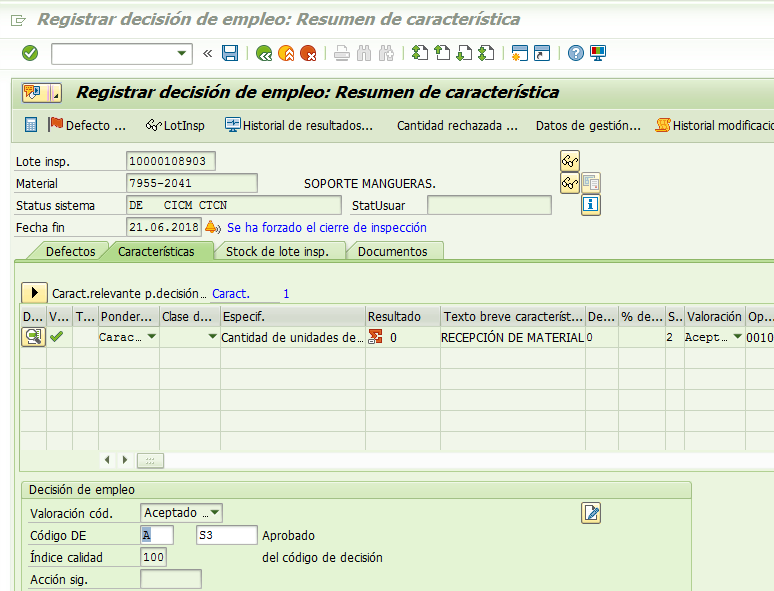 Registrar decisión de empleo: Resumen de característica
Registrar decisión de empleo: Resumen de característica
Defecto ... LotInsp Historial de resultados... Cantidad rechazada ... Datos de gestión... Historial modificacio
Lote insp. 10000108903
Material 7955-2041 SOPORTE MANGUERAS.
Status sistema DE CICM CTCN StatUsuar
Fecha fin 21.06.2018 Se ha forzado el cierre de inspección
Defectos Características Stock de lote insp. Documentos
Caract.relevante p.decisión... Caract. 1
D... V... T... Ponder... Clase d... Especif. Resultado Texto breve característ... De... % de... S.. Valoración Op...
Carac... Cantidad de unidades de... 0 RECEPCIÓN DE MATERIAL 0 2 Acept... 0010
Decisión de empleo
Valoración cód. Aceptado ...
Código DE A S3 Aprobado
Índice calidad 100 del código de decisión
Acción sig.